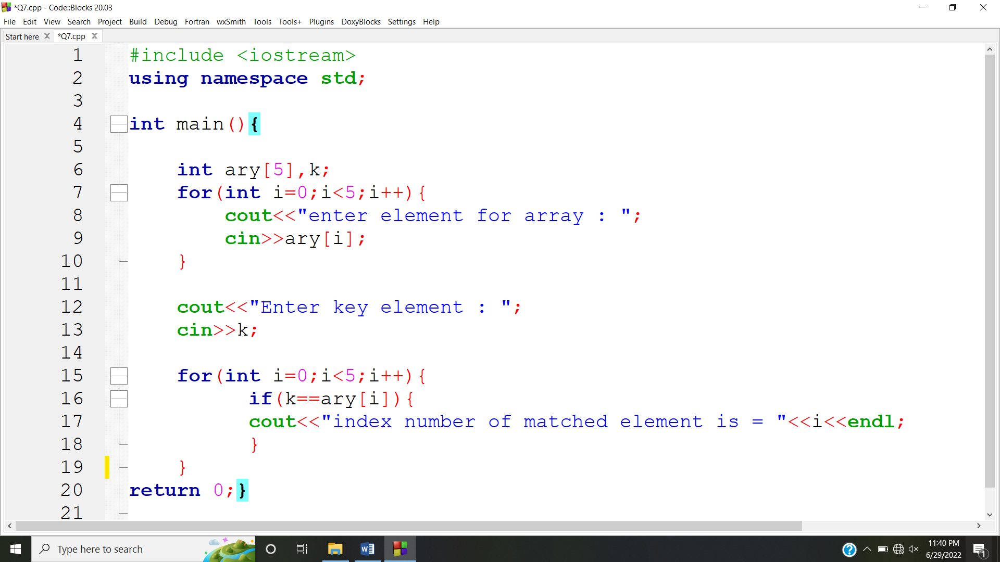 *Q7.cpp - Code::Blocks 20.03
File Edit View Search Project Build Debug Fortran wxSmith Tools Tools+ Plugins DoxyBlocks Settings Help
Start here *Q7.cpp
1 #include <iostream>
2 using namespace std;
3
4 int main(){
5
6     int ary[5],k;
7     for(int i=0;i<5;i++){
8         cout<<"enter element for array : ";
9         cin>>ary[i];
10     }
11
12     cout<<"Enter key element : ";
13     cin>>k;
14
15     for(int i=0;i<5;i++){
16           if(k==ary[i]){
17           cout<<"index number of matched element is = "<<i<<endl;
18           }
19     }
20 return 0;}
21
Type here to search
11:40 PM
6/29/2022
1